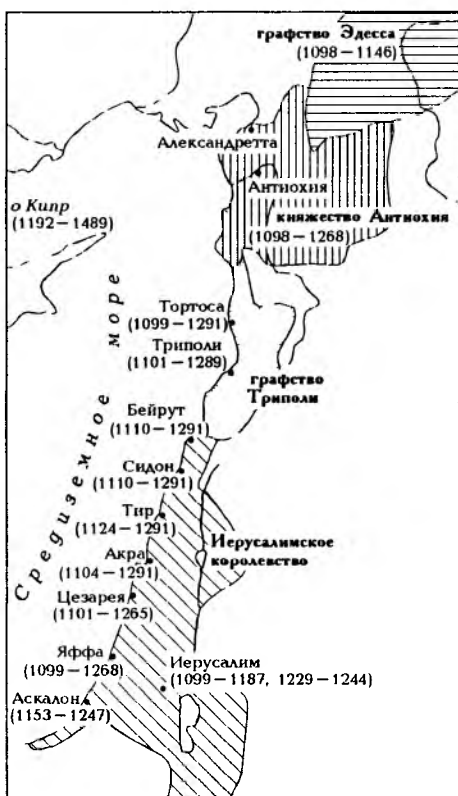 графство Эдесса
(1098—1146)
Александретта
Антиохия
о Кипр
(1192—1489)
княжество Антиохия
(1098—1268)
Средиземное море
Тортоса
(1099—1291)
Триполи
(1101—1289)
графство
Триполи
Бейрут
(1110—1291)
Сидон
(1110—1291)
Тир
(1124—1291)
Иерусалимское
королевство
Акра
(1104—1291)
Цезарея
(1101—1265)
Яффа
(1099—1268)
Иерусалим
(1099—1187, 1229—1244)
Аскалон
(1153—1247)